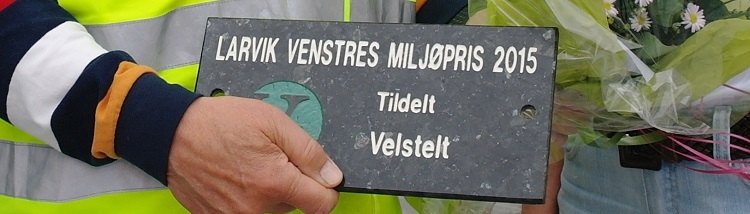 LARVIK VENSTRES MILJØPRIS 2015
Tildelt
Velstelt